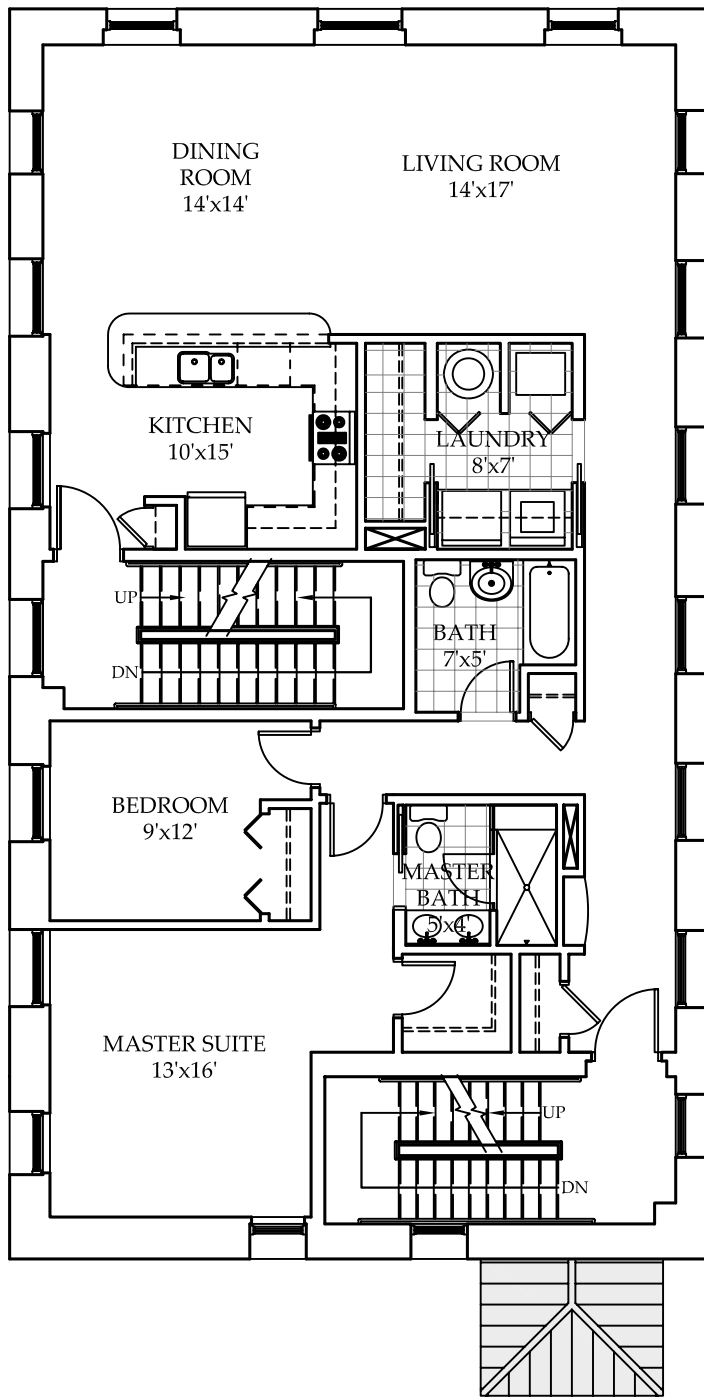 DINING
ROOM
14'x14'
LIVING ROOM
14'x17'
KITCHEN
10'x15'
LAUNDRY
8'x7'
UP
DN
BATH
7'x5'
BEDROOM
9'x12'
MASTER
BATH
5'x4'
MASTER SUITE
13'x16'
UP
DN